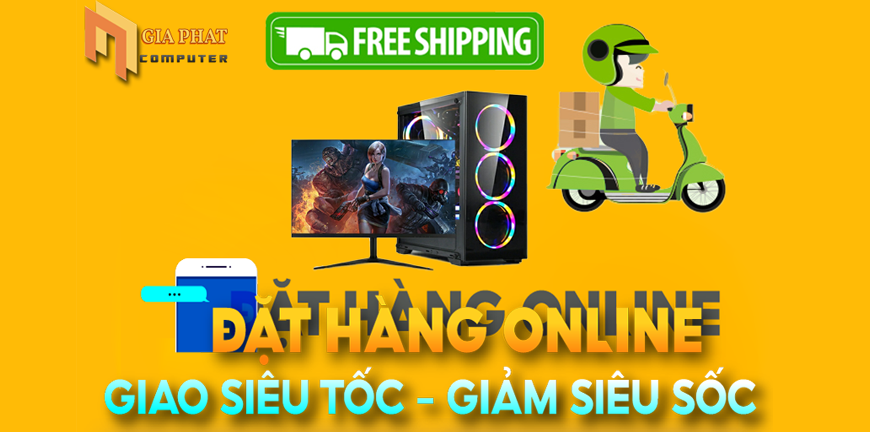 GIA PHAT
COMPUTER
FREE SHIPPING
ĐẶT HÀNG ONLINE
GIAO SIÊU TỐC - GIẢM SIÊU SỐC